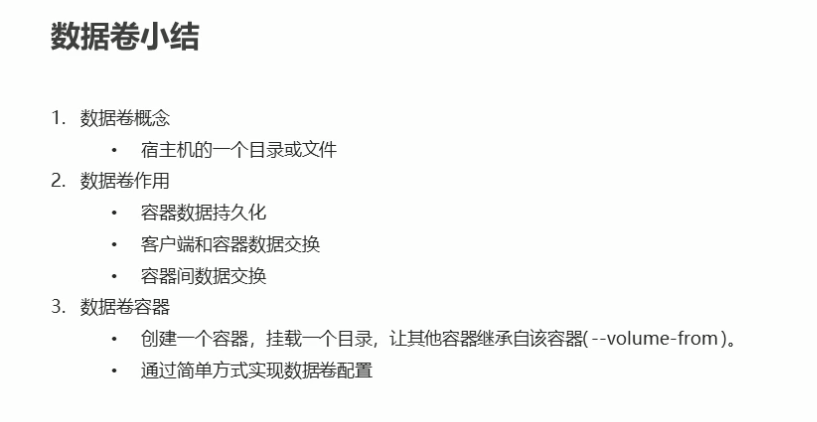 数据卷小结
1. 数据卷概念
• 宿主机的一个目录或文件
2. 数据卷作用
• 容器数据持久化
• 客户端和容器数据交换
• 容器间数据交换
3. 数据卷容器
• 创建一个容器，挂载一个目录，让其他容器继承自该容器( --volume-from )。
• 通过简单方式实现数据卷配置